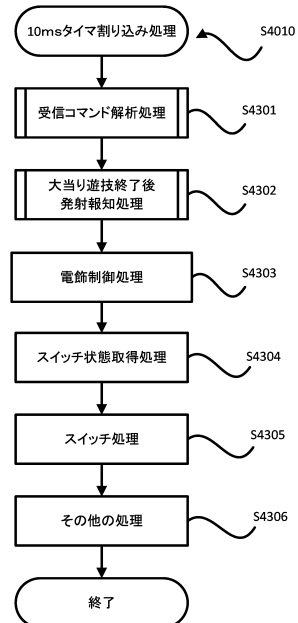 10msタイマ割り込み処理
S4010
受信コマンド解析処理
S4301
大当り遊技終了後
発射報知処理
S4302
電飾制御処理
S4303
スイッチ状態取得処理
S4304
スイッチ処理
S4305
その他の処理
S4306
終了